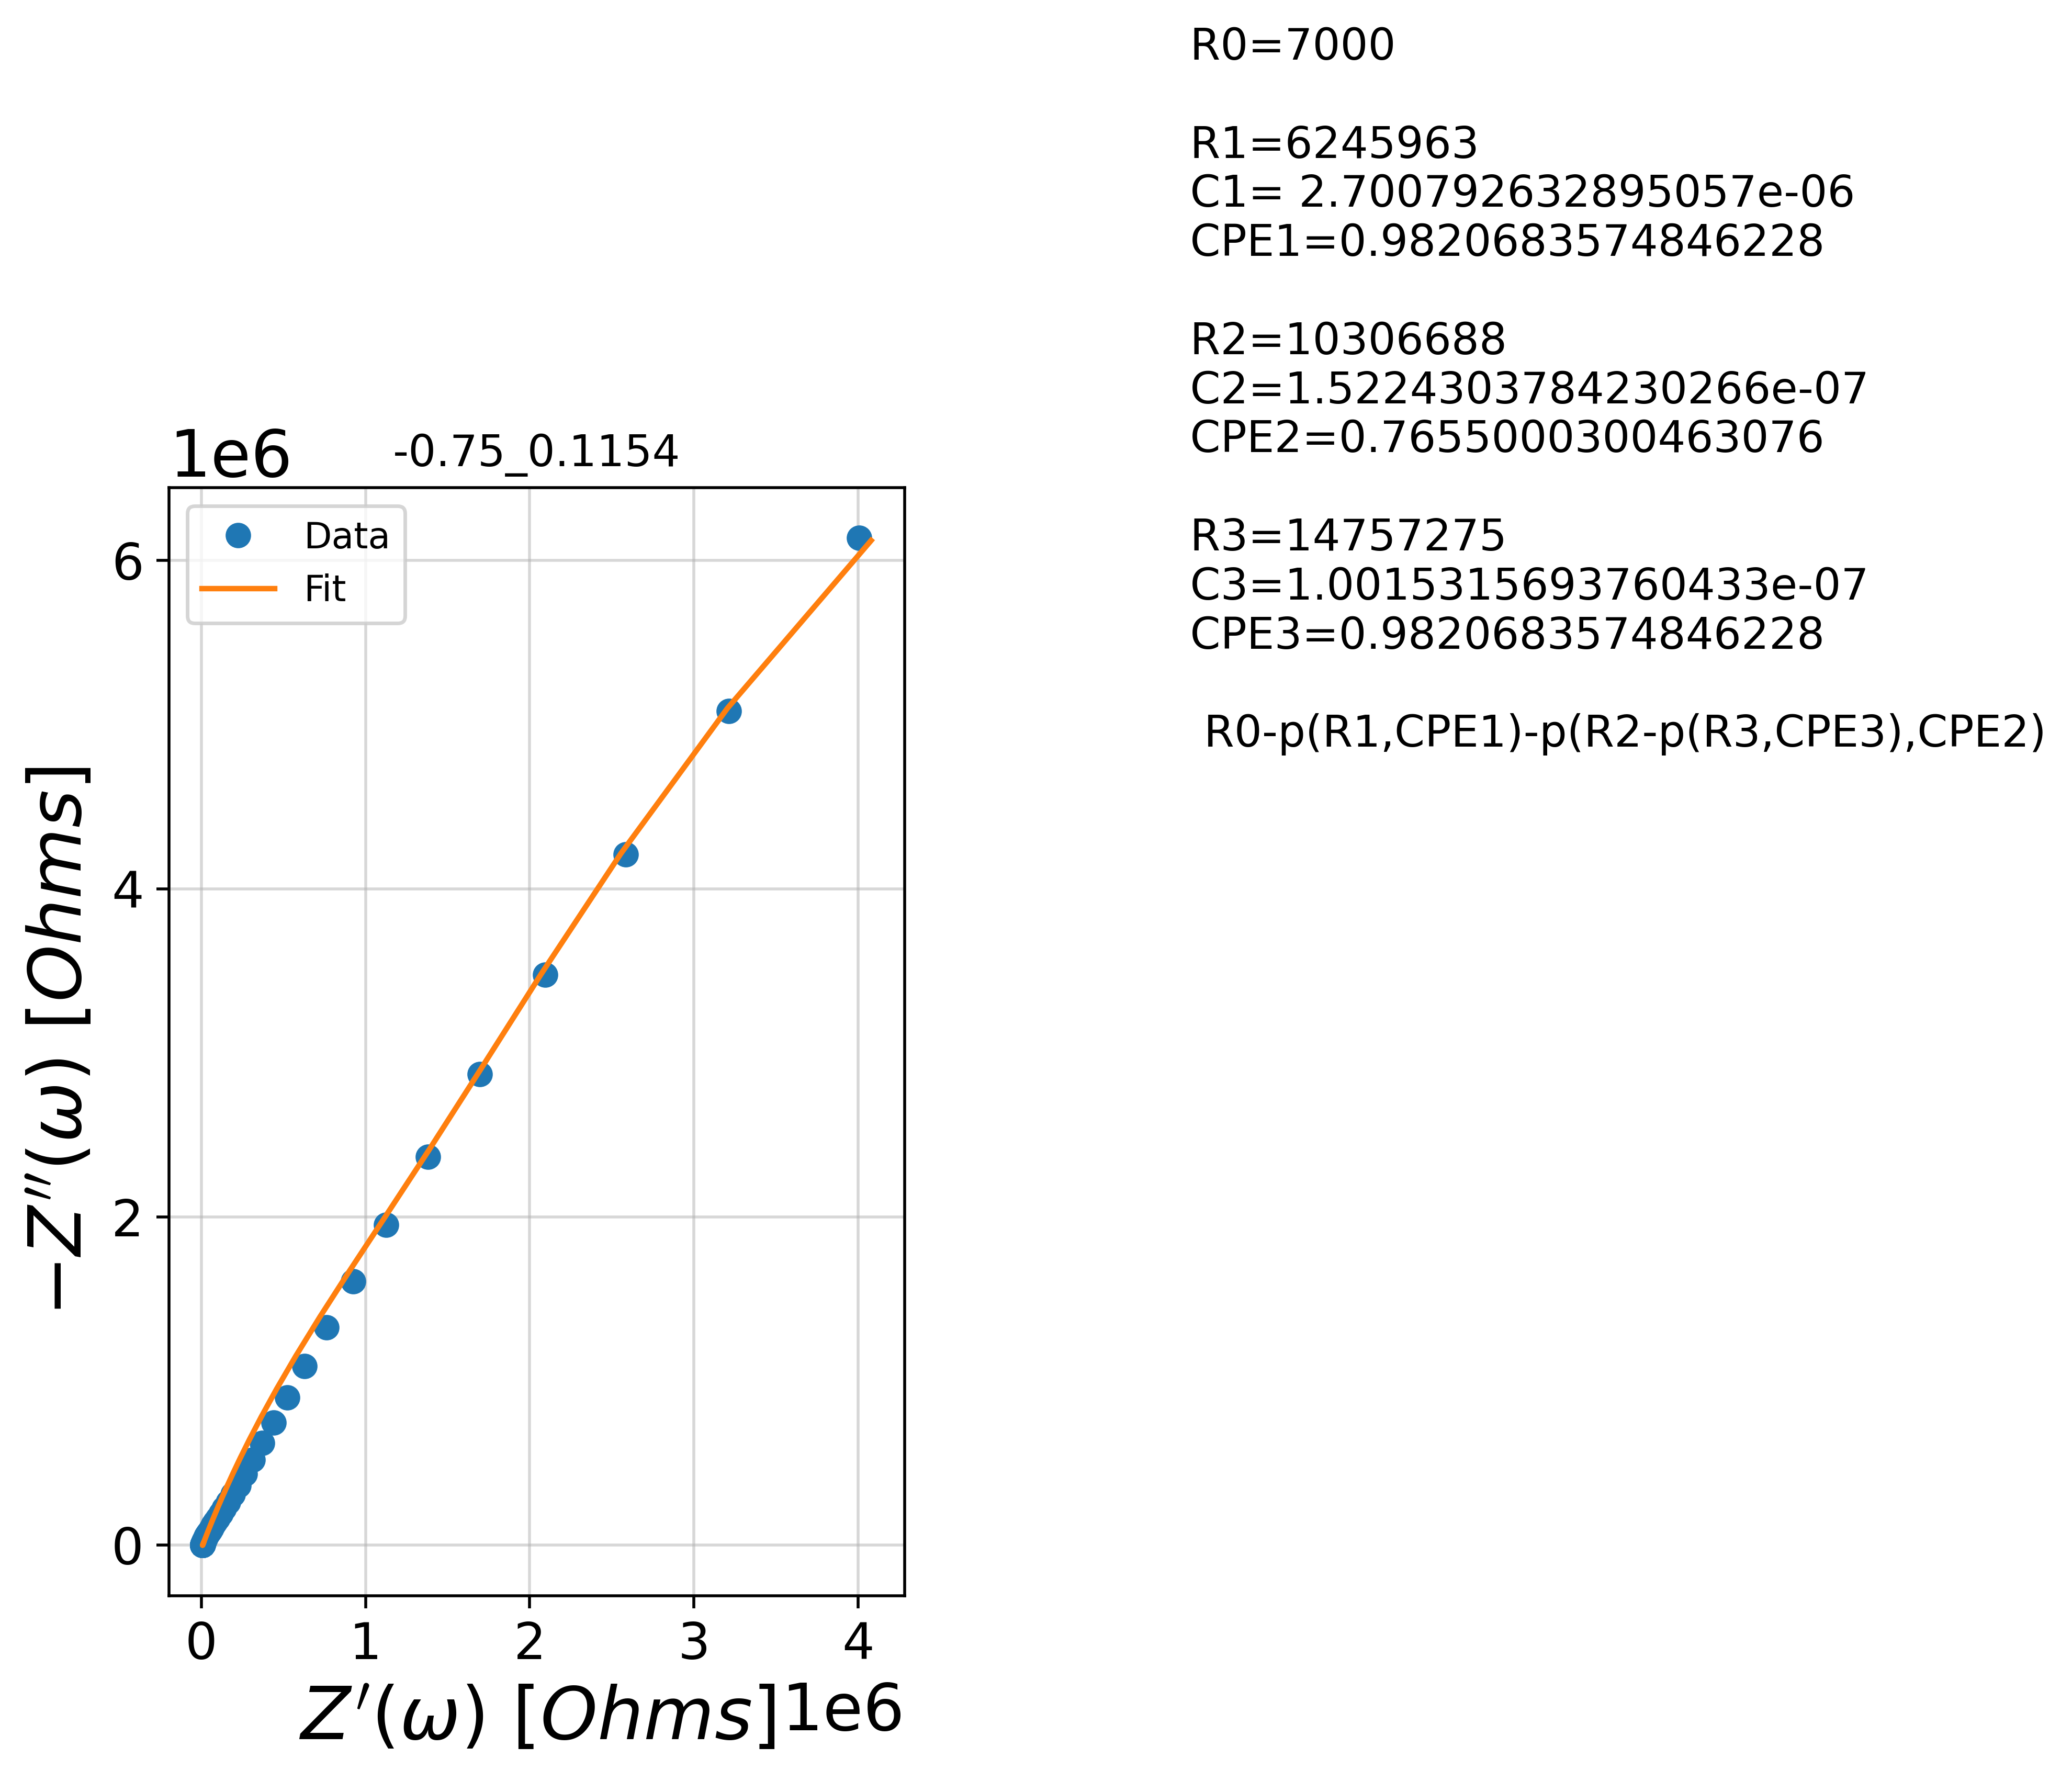 R0=7000
R1=6245963
C1= 2.700792632895057e-06
CPE1=0.9820683574846228
R2=10306688
C2=1.5224303784230266e-07
CPE2=0.7655000300463076
R3=14757275
C3=1.0015315693760433e-07
CPE3=0.9820683574846228
R0-p(R1,CPE1)-p(R2-p(R3,CPE3),CPE2)
1e6
-0.75_0.1154
Data
Fit
6
4
2
0
−Z′′(ω) [Ohms]
0 1 2 3 4
Z′(ω) [Ohms]
1e6